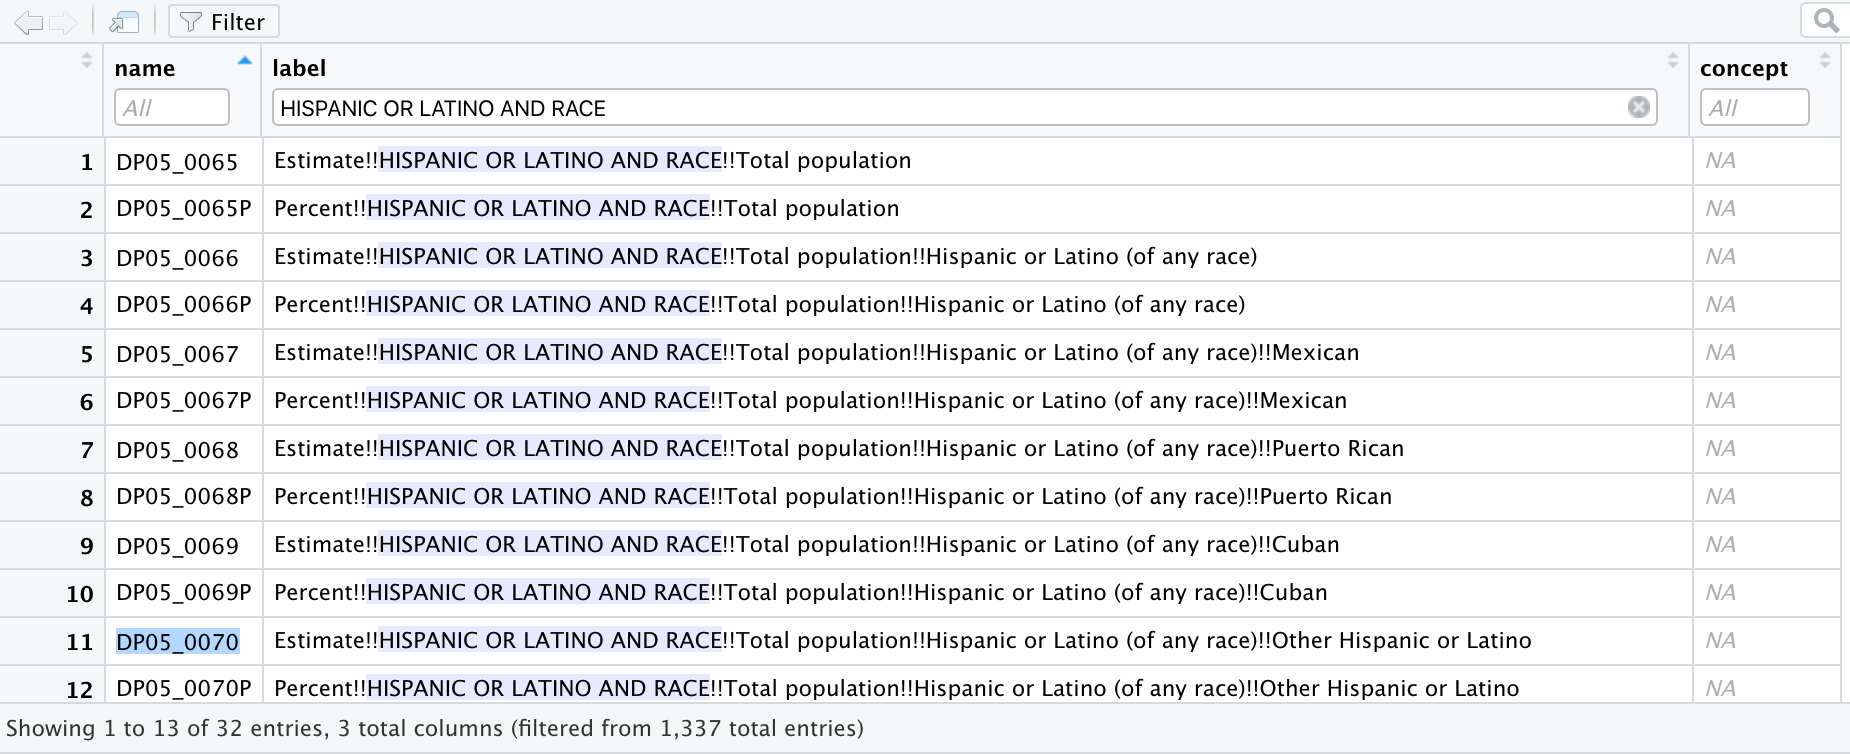 Filter
name label concept
All HISPANIC OR LATINO AND RACE All
1 DP05_0065 Estimate!!HISPANIC OR LATINO AND RACE!!Total population NA
2 DP05_0065P Percent!!HISPANIC OR LATINO AND RACE!!Total population NA
3 DP05_0066 Estimate!!HISPANIC OR LATINO AND RACE!!Total population!!Hispanic or Latino (of any race) NA
4 DP05_0066P Percent!!HISPANIC OR LATINO AND RACE!!Total population!!Hispanic or Latino (of any race) NA
5 DP05_0067 Estimate!!HISPANIC OR LATINO AND RACE!!Total population!!Hispanic or Latino (of any race)!!Mexican NA
6 DP05_0067P Percent!!HISPANIC OR LATINO AND RACE!!Total population!!Hispanic or Latino (of any race)!!Mexican NA
7 DP05_0068 Estimate!!HISPANIC OR LATINO AND RACE!!Total population!!Hispanic or Latino (of any race)!!Puerto Rican NA
8 DP05_0068P Percent!!HISPANIC OR LATINO AND RACE!!Total population!!Hispanic or Latino (of any race)!!Puerto Rican NA
9 DP05_0069 Estimate!!HISPANIC OR LATINO AND RACE!!Total population!!Hispanic or Latino (of any race)!!Cuban NA
10 DP05_0069P Percent!!HISPANIC OR LATINO AND RACE!!Total population!!Hispanic or Latino (of any race)!!Cuban NA
11 DP05_0070 Estimate!!HISPANIC OR LATINO AND RACE!!Total population!!Hispanic or Latino (of any race)!!Other Hispanic or Latino NA
12 DP05_0070P Percent!!HISPANIC OR LATINO AND RACE!!Total population!!Hispanic or Latino (of any race)!!Other Hispanic or Latino NA
Showing 1 to 13 of 32 entries, 3 total columns (filtered from 1,337 total entries)